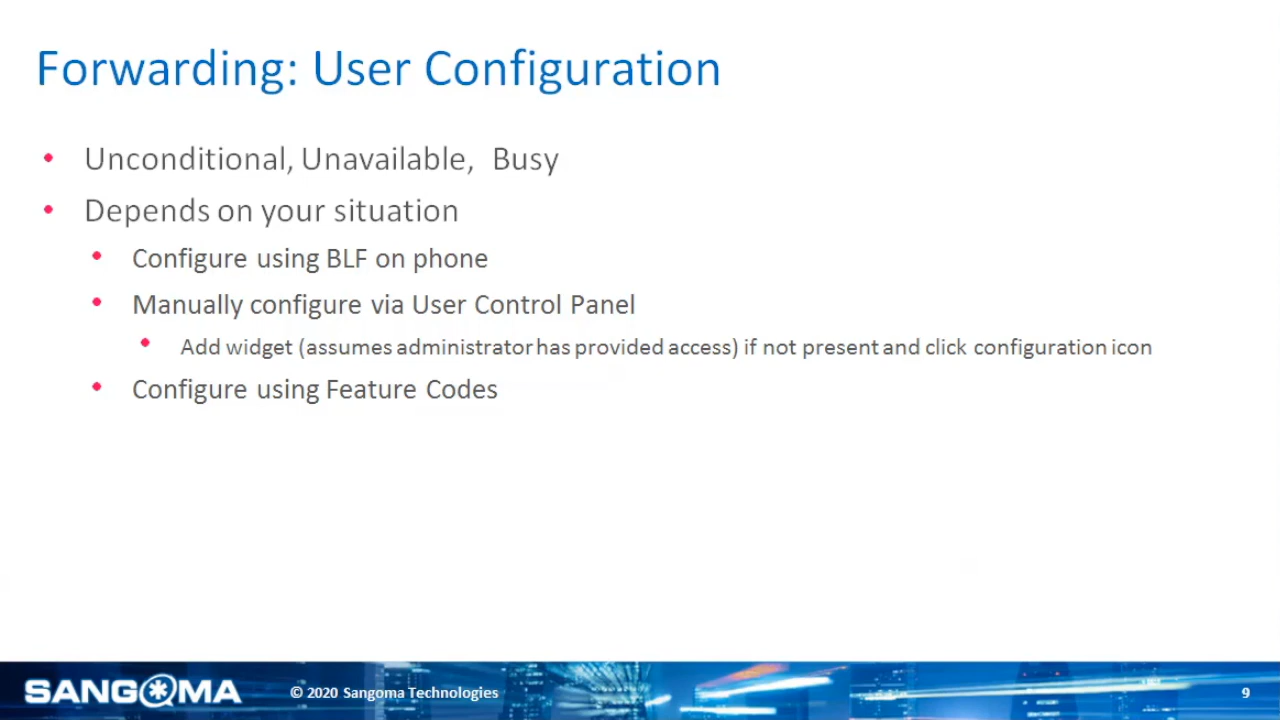 Forwarding: User Configuration
• Unconditional, Unavailable, Busy
• Depends on your situation
• Configure using BLF on phone
• Manually configure via User Control Panel
• Add widget (assumes administrator has provided access) if not present and click configuration icon
• Configure using Feature Codes
SANGOMA © 2020 Sangoma Technologies 9